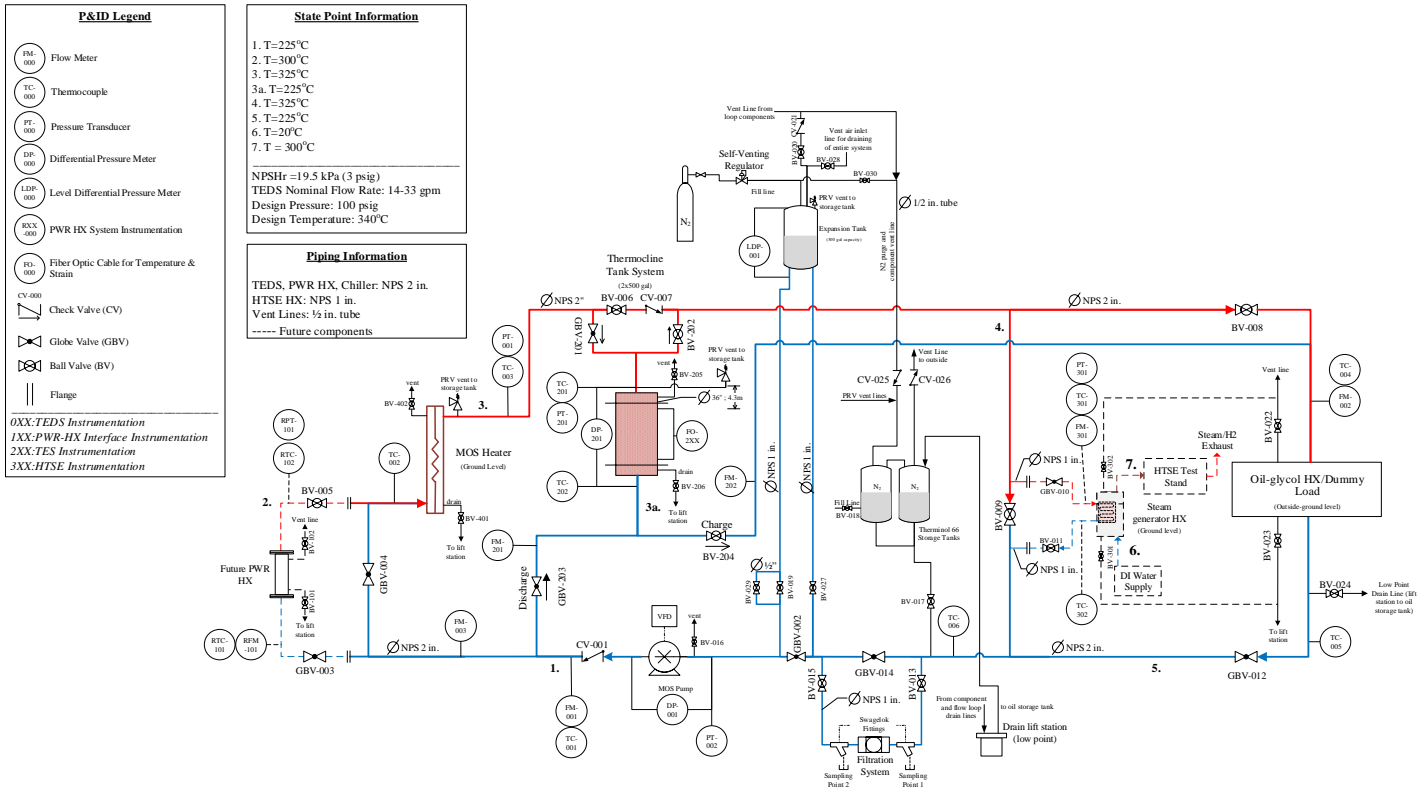 P&ID Legend
FM-
000
Flow Meter
TC-
000
Thermocouple
PT-
000
Pressure Transducer
DP-
000
Differential Pressure Meter
LDP-
000
Level Differential Pressure Meter
RXX
-000
PWR HX System Instrumentation
FO-
000
Fiber Optic Cable for Temperature &
Strain
CV-000
Check Valve (CV)
Globe Valve (GBV)
Ball Valve (BV)
Flange
0XX:TEDS Instrumentation
1XX:PWR-HX Interface Instrumentation
2XX:TES Instrumentation
3XX:HTSE Instrumentation
State Point Information
1. T=225°C
2. T=300°C
3. T=325°C
3a. T=225°C
4. T=325°C
5. T=225°C
6. T=20°C
7. T = 300°C
NPSHr =19.5 kPa (3 psig)
TEDS Nominal Flow Rate: 14-33 gpm
Design Pressure: 100 psig
Design Temperature: 340°C
Piping Information
TEDS, PWR HX, Chiller: NPS 2 in.
HTSE HX: NPS 1 in.
Vent Lines: ½ in. tube
----- Future components
Vent Line from
loop components
CV-021
BV-020
Vent air inlet
line for draining
of entire system
BV-028
Self-Venting
Regulator
BV-030
Fill line
PRV vent to
storage tank
N2
Ø 1/2 in. tube
Expansion Tank
(300 gal capacity)
LDP-
001
N2 purge and
component vent line
Thermocline
Tank System
(2x500 gal)
Ø NPS 2"
BV-006
CV-007
GBV-201
BV-202
Ø NPS 2 in.
BV-008
4.
PT-
001
TC-
003
3.
vent
BV-402
PRV vent to
storage tank
MOS Heater
(Ground Level)
drain
BV-401
To lift
station
vent
BV-205
PRV vent to
storage tank
Ø 36" ; 4.3m
TC-
201
PT-
201
DP-
201
FO-
2XX
TC-
202
drain
BV-206
To lift
station
3a.
FM-
202
Ø NPS 1 in.
Ø NPS 1 in.
Vent Line
to outside
CV-025
CV-026
PRV vent lines
N2
N2
Fill Line
BV-018
Therminol 66
Storage Tanks
BV-017
PT-
301
TC-
301
FM-
301
Ø NPS 1 in.
GBV-010
BV-009
BV-011
Ø NPS 1 in.
BV-302
BV-301
Steam
generator HX
(Ground level)
6.
DI Water
Supply
TC-
302
7.
HTSE Test
Stand
Steam/H2
Exhaust
Vent line
BV-022
TC-
004
FM-
002
Oil-glycol HX/Dummy
Load
(Outside-ground level)
BV-023
To lift
station
BV-024
Low Point
Drain Line (lift
station to oil
storage tank)
TC-
005
RPT-
101
RTC-
102
2.
BV-005
TC-
002
Vent line
BV-102
Future PWR
HX
BV-101
To lift
station
GBV-004
RTC-
101
RFM
-101
GBV-003
Ø NPS 2 in.
FM-
003
FM-
201
Discharge
GBV-203
Charge
BV-204
CV-001
1.
FM-
001
TC-
001
VFD
vent
BV-016
MOS Pump
DP-
001
PT-
002
Ø ½"
BV-029
BV-019
BV-027
GBV-002
GBV-014
BV-015
BV-013
Ø NPS 1 in.
TC-
006
Ø NPS 2 in.
5.
GBV-012
Swagelok
Fittings
Filtration
System
Sampling
Point 2
Sampling
Point 1
From component
and flow loop
drain lines
to oil storage tank
Drain lift station
(low point)